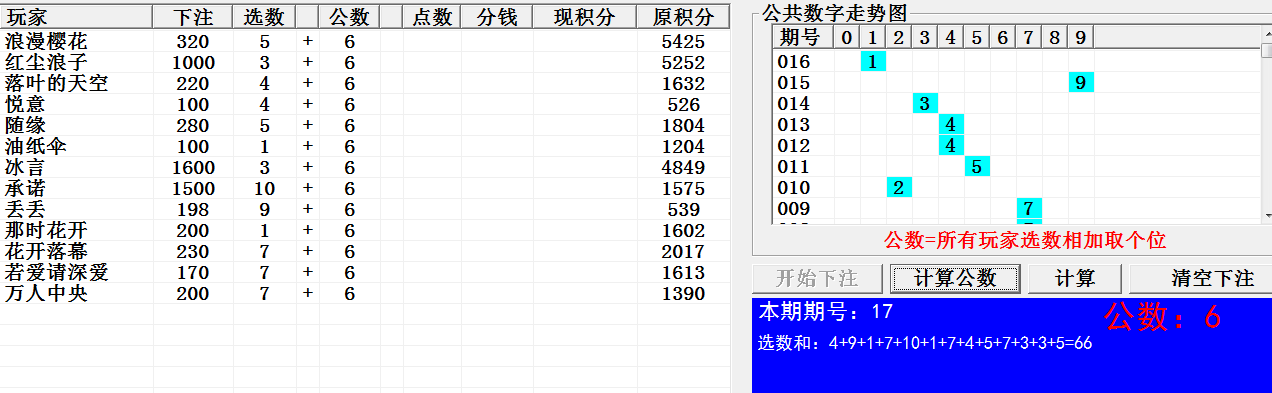 玩家 下注 选数 公数 点数 分钱 现积分 原积分
浪漫樱花 320 5 + 6 5425
红尘浪子 1000 3 + 6 5252
落叶的天空 220 4 + 6 1632
悦意 100 4 + 6 526
随缘 280 5 + 6 1804
油纸伞 100 1 + 6 1204
冰言 1600 3 + 6 4849
承诺 1500 10 + 6 1575
丢丢 198 9 + 6 539
那时花开 200 1 + 6 1602
花开落幕 230 7 + 6 2017
若爱请深爱 170 7 + 6 1613
万人中央 200 7 + 6 1390
公共数字走势图
期号 0 1 2 3 4 5 6 7 8 9
016 1
015 9
014 3
013 4
012 4
011 5
010 2
009 7
公数=所有玩家选数相加取个位
开始下注 计算公数 计算 清空下注
本期期号：17 公数：6
选数和：4+9+1+7+10+1+7+4+5+7+3+3+5=66